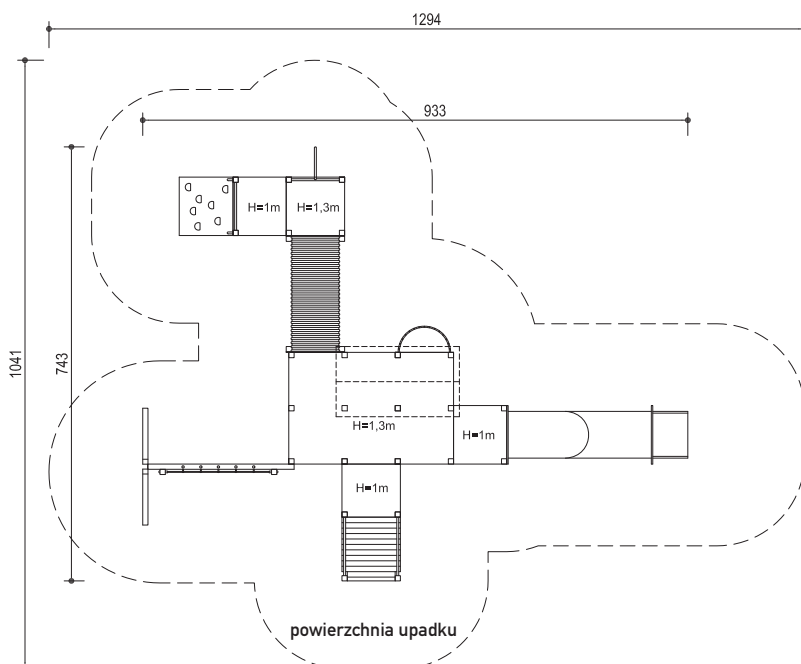 1294
933
H=1m
H=1,3m
1041
743
H=1,3m
H=1m
H=1m
powierzchnia upadku